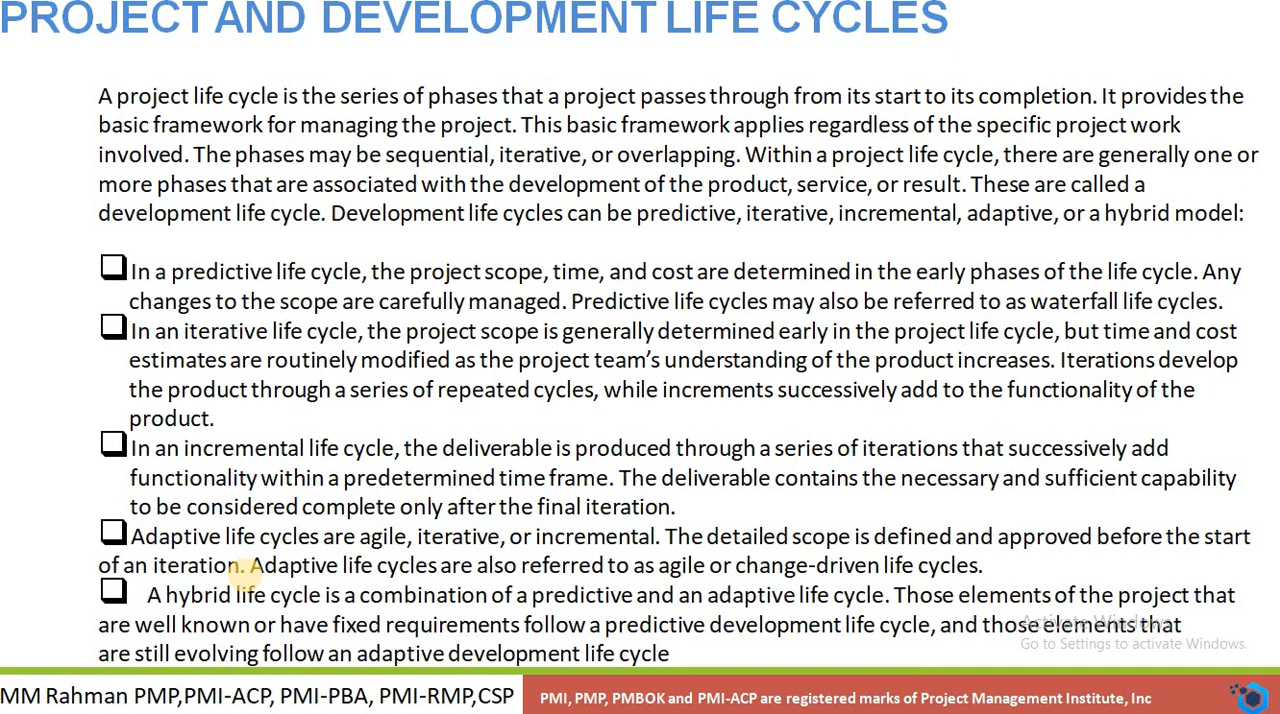 PROJECT AND DEVELOPMENT LIFE CYCLES
A project life cycle is the series of phases that a project passes through from its start to its completion. It provides the
basic framework for managing the project. This basic framework applies regardless of the specific project work
involved. The phases may be sequential, iterative, or overlapping. Within a project life cycle, there are generally one or
more phases that are associated with the development of the product, service, or result. These are called a
development life cycle. Development life cycles can be predictive, iterative, incremental, adaptive, or a hybrid model:
In a predictive life cycle, the project scope, time, and cost are determined in the early phases of the life cycle. Any
changes to the scope are carefully managed. Predictive life cycles may also be referred to as waterfall life cycles.
In an iterative life cycle, the project scope is generally determined early in the project life cycle, but time and cost
estimates are routinely modified as the project team's understanding of the product increases. Iterations develop
the product through a series of repeated cycles, while increments successively add to the functionality of the
product.
In an incremental life cycle, the deliverable is produced through a series of iterations that successively add
functionality within a predetermined time frame. The deliverable contains the necessary and sufficient capability
to be considered complete only after the final iteration.
Adaptive life cycles are agile, iterative, or incremental. The detailed scope is defined and approved before the start
of an iteration. Adaptive life cycles are also referred to as agile or change-driven life cycles.
A hybrid life cycle is a combination of a predictive and an adaptive life cycle. Those elements of the project that
are well known or have fixed requirements follow a predictive development life cycle, and those elements that
are still evolving follow an adaptive development life cycle
Activate Windows
Go to Settings to activate Windows.
MM Rahman PMP,PMI-ACP, PMI-PBA, PMI-RMP,CSP
PMI, PMP, PMBOK and PMI-ACP are registered marks of Project Management Institute, Inc